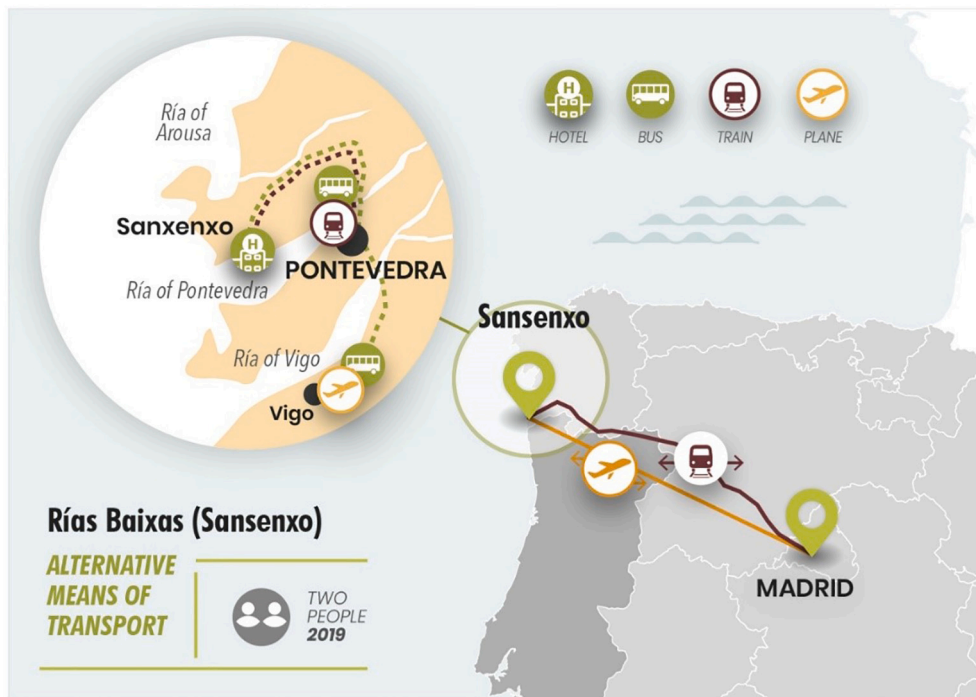 Ría of
Arousa
Sanxenxo
H
PONTEVEDRA
Ría of Pontevedra
Ría of Vigo
Vigo
H
HOTEL
BUS
TRAIN
PLANE
Sansenxo
MADRID
Rías Baixas (Sansenxo)
ALTERNATIVE
MEANS OF
TRANSPORT
TWO
PEOPLE
2019